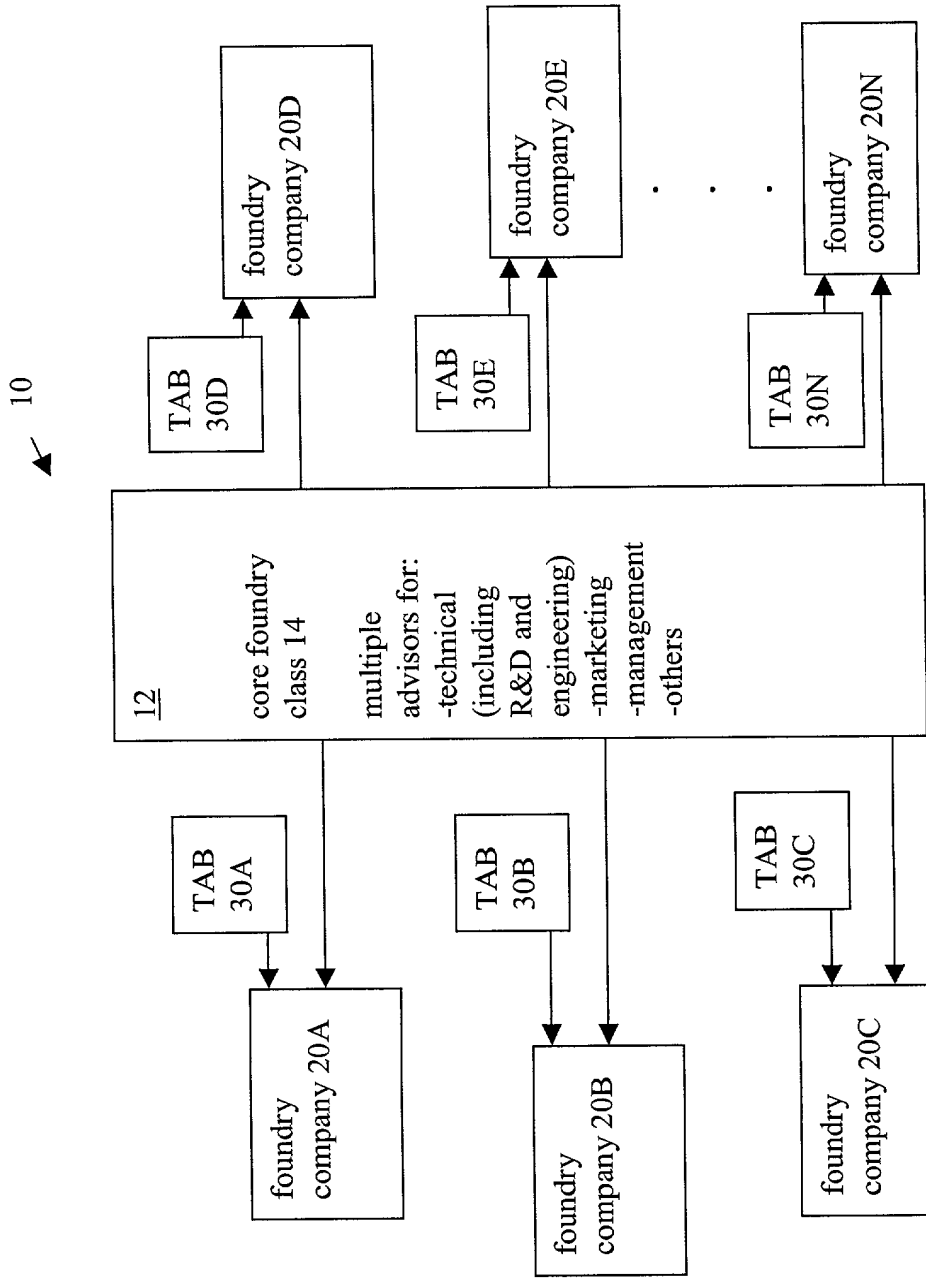 10
12
core foundry
class 14
multiple
advisors for:
-technical
(including
R&D and
engineering)
-marketing
-management
-others
TAB
30A
foundry
company 20A
TAB
30B
foundry
company 20B
TAB
30C
foundry
company 20C
TAB
30D
foundry
company 20D
TAB
30E
foundry
company 20E
. . .
TAB
30N
foundry
company 20N